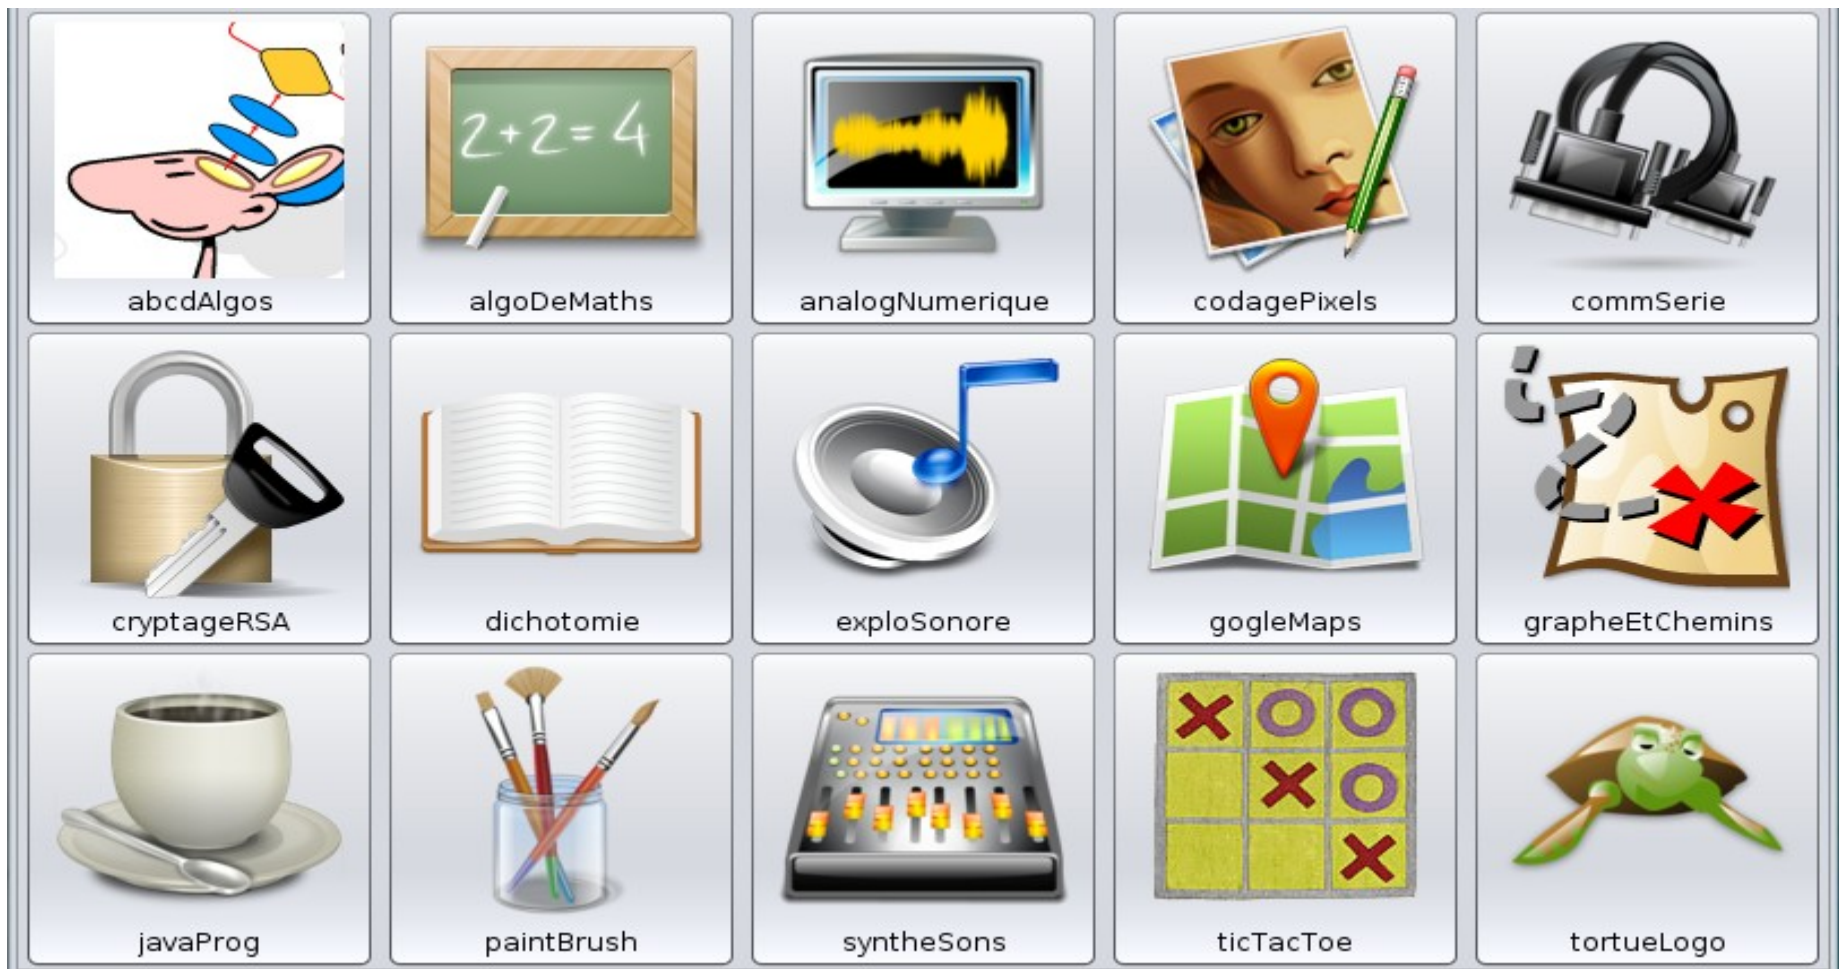 2+2=4
abcdAlgos
algoDeMaths
analogNumerique
codagePixels
commSerie
cryptageRSA
dichotomie
exploSonore
gogleMaps
grapheEtChemins
javaProg
paintBrush
syntheSons
ticTacToe
tortueLogo